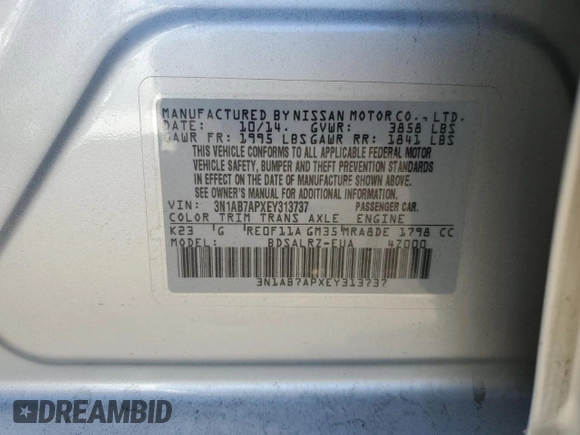 MANUFACTURED BY NISSAN MOTOR CO., LTD.
DATE: 10/14. GVWR: 3858 LBS
GAWR FR: 1995 LBS GAWR RR: 1841 LBS
THIS VEHICLE CONFORMS TO ALL APPLICABLE FEDERAL MOTOR
VEHICLE SAFETY, BUMPER AND THEFT PREVENTION STANDARDS
IN EFFECT ON THE DATE OF MANUFACTURE SHOWN ABOVE.
SEE OWNER'S MANUAL FOR ADDITIONAL INFORMATION.
VIN: 3N1AB7APXEY313737 PASSENGER CAR.
COLOR TRIM TRANS AXLE ENGINE
K23 G RE0F11A GM35 MRA8DE 1798 CC
MODEL: BDSALRZ-EUA 47000
3N1AB7APXEY313737
DREAMBID